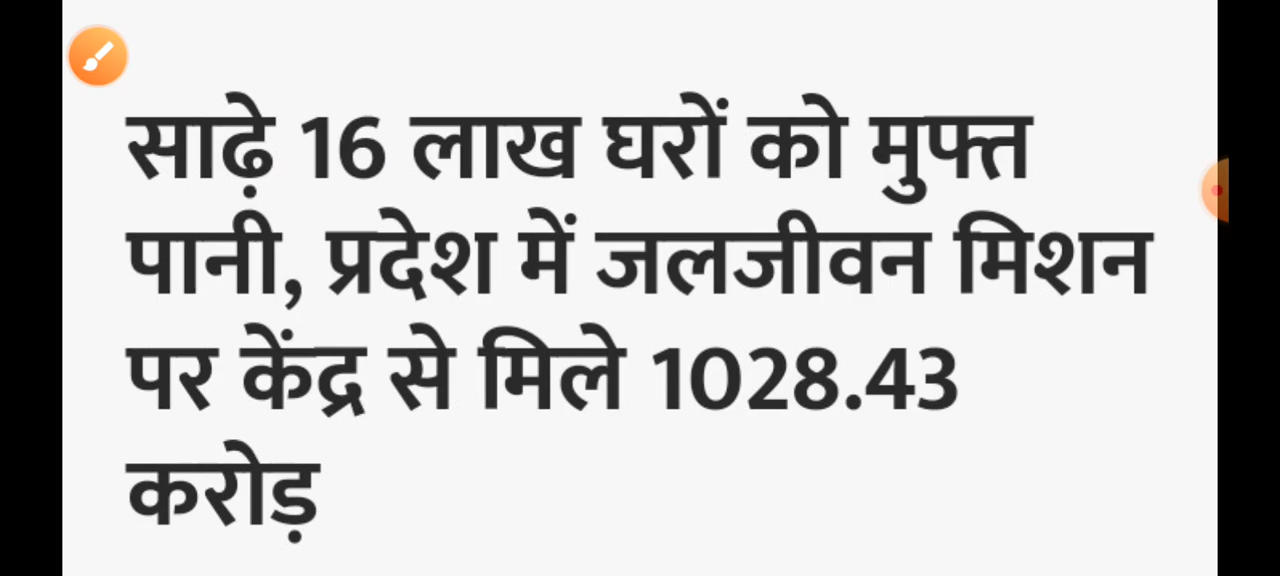 साढ़े 16 लाख घरों को मुफ्त
पानी, प्रदेश में जलजीवन मिशन
पर केंद्र से मिले 1028.43
करोड़